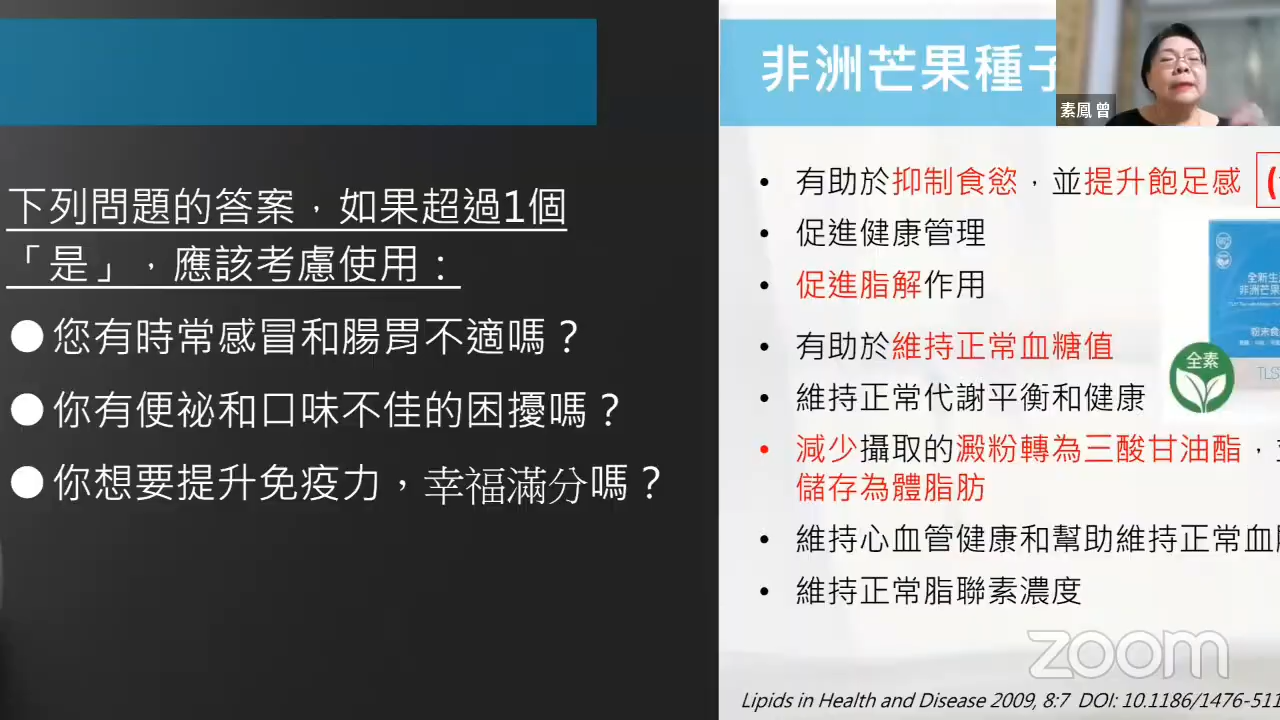 下列問題的答案，如果超過1個
「是」，應該考慮使用：
●您有時常感冒和腸胃不適嗎？
●你有便祕和口味不佳的困擾嗎？
●你想要提升免疫力，幸福滿分嗎？
非洲芒果種子
素鳳 曾
• 有助於抑制食慾，並提升飽足感
• 促進健康管理
• 促進脂解作用
• 有助於維持正常血糖值
• 維持正常代謝平衡和健康
• 減少攝取的澱粉轉為三酸甘油酯，
儲存為體脂肪
• 維持心血管健康和幫助維持正常血
• 維持正常脂聯素濃度
全新生
非洲芒果
全素
TLS
zoom
Lipids in Health and Disease 2009, 8:7 DOI: 10.1186/1476-511